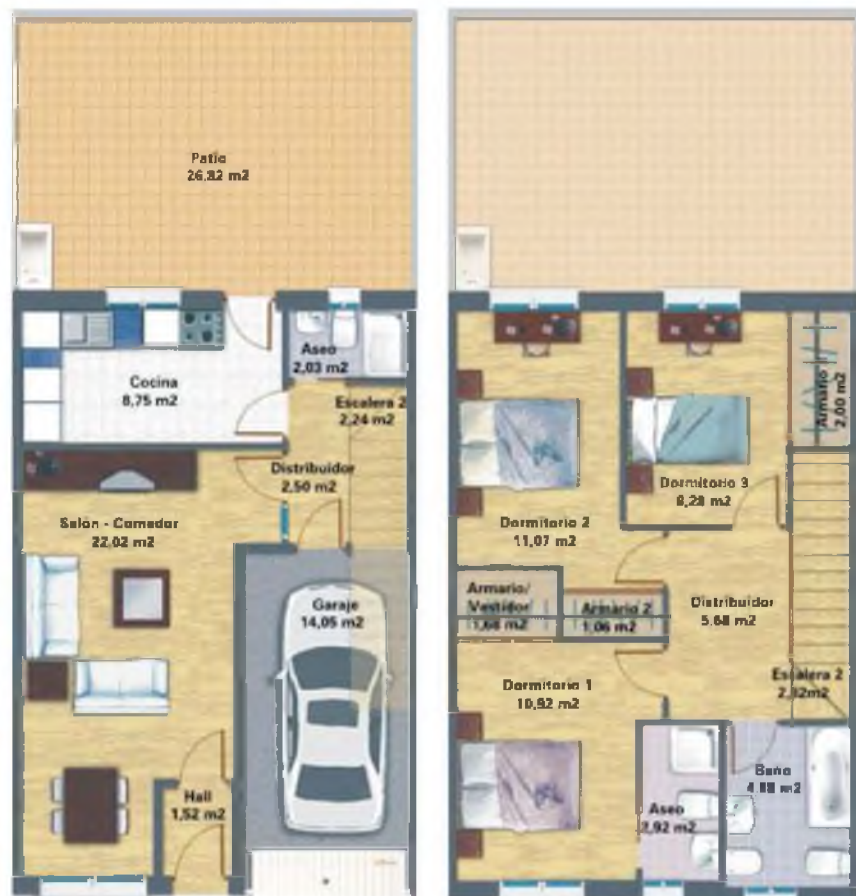 Patio
26,82 m2
Aseo
2,03 m2
Cocina
8,75 m2
Escalera 2
2,24 m2
Distribuidor
2,50 m2
Salón - Comedor
22,02 m2
Garaje
14,05 m2
Hall
1,52 m2
Armario
2,00 m2
Dormitorio 3
8,28 m2
Dormitorio 2
11,07 m2
Armario/
Vestidor
1,66 m2
Armario 2
1,06 m2
Distribuidor
5,68 m2
Escalera 2
Dormitorio 1
10,92 m2
Baño
Aseo
2,92 m2